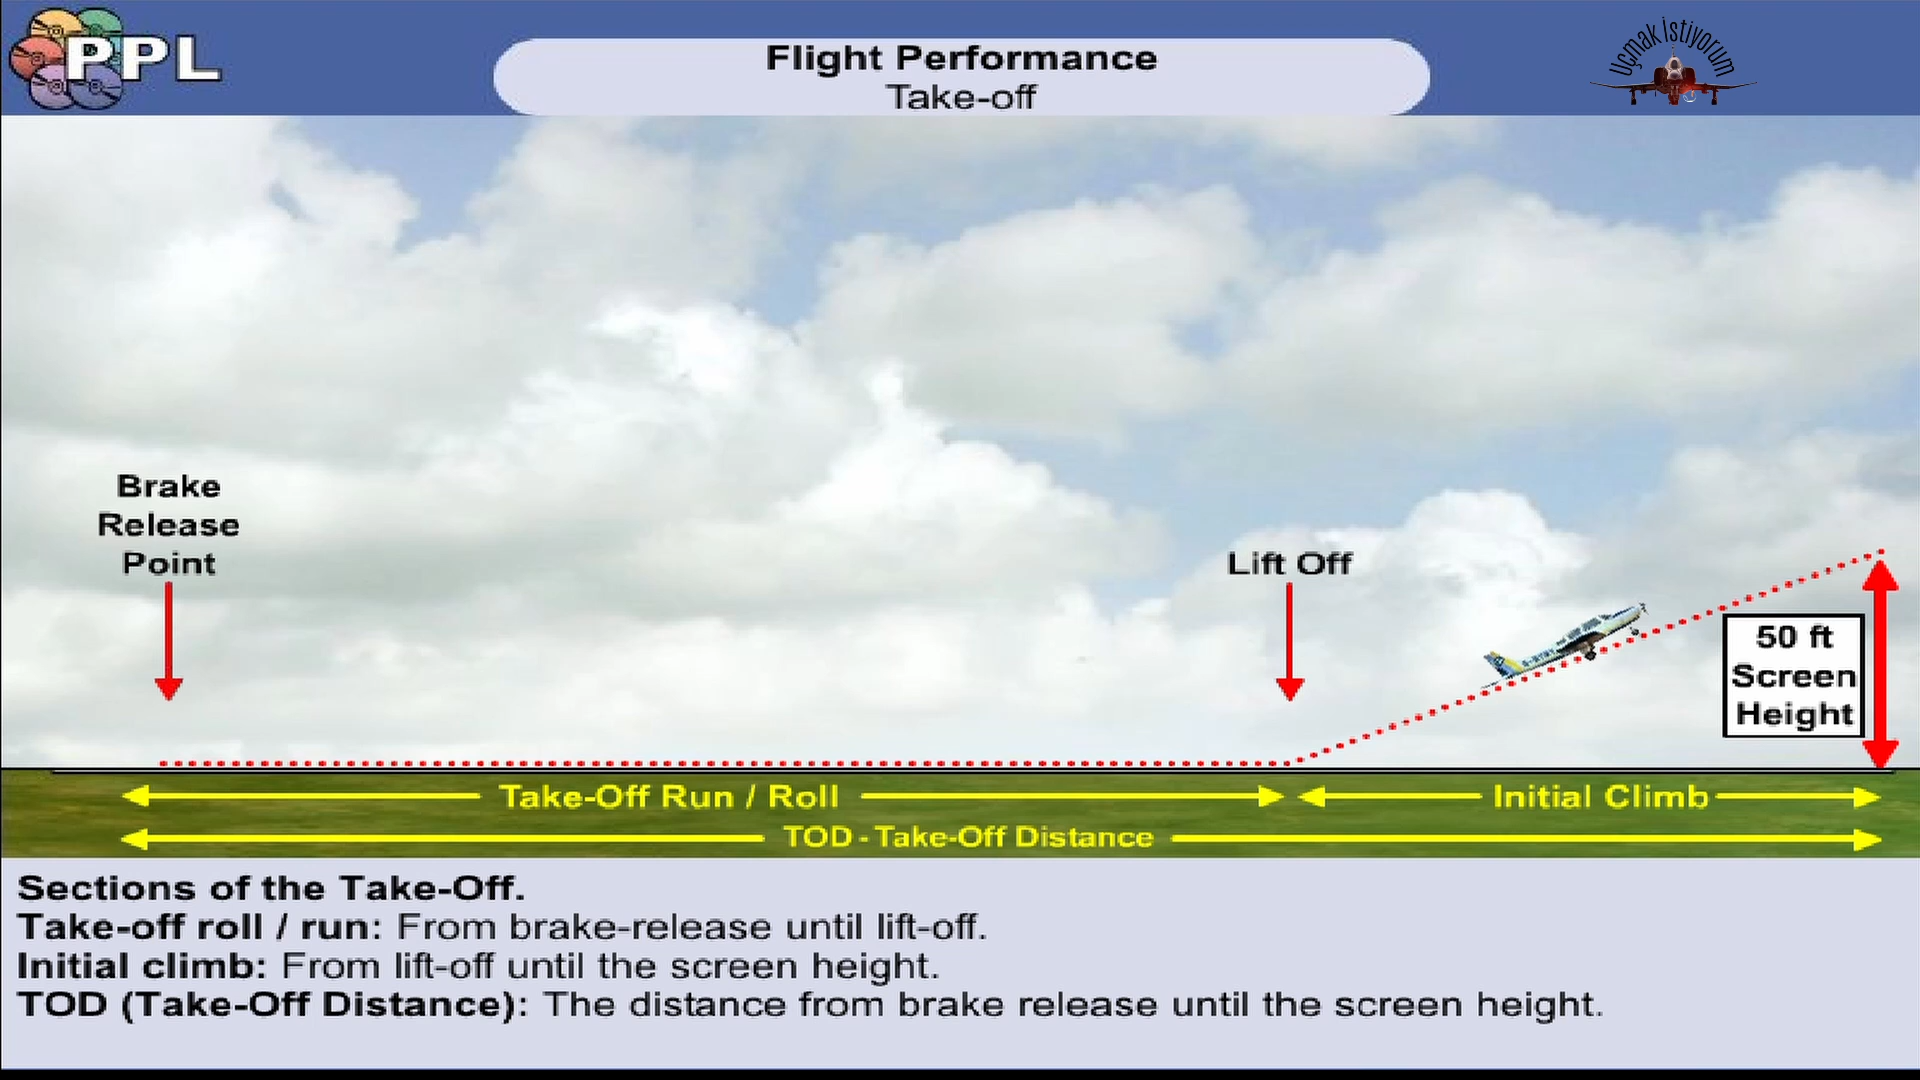 PPL
Flight Performance
Take-off
Uçmak İstiyorum
Brake
Release
Point
Lift Off
50 ft
Screen
Height
Take-Off Run / Roll
Initial Climb
TOD - Take-Off Distance
Sections of the Take-Off.
Take-off roll / run: From brake-release until lift-off.
Initial climb: From lift-off until the screen height.
TOD (Take-Off Distance): The distance from brake release until the screen height.